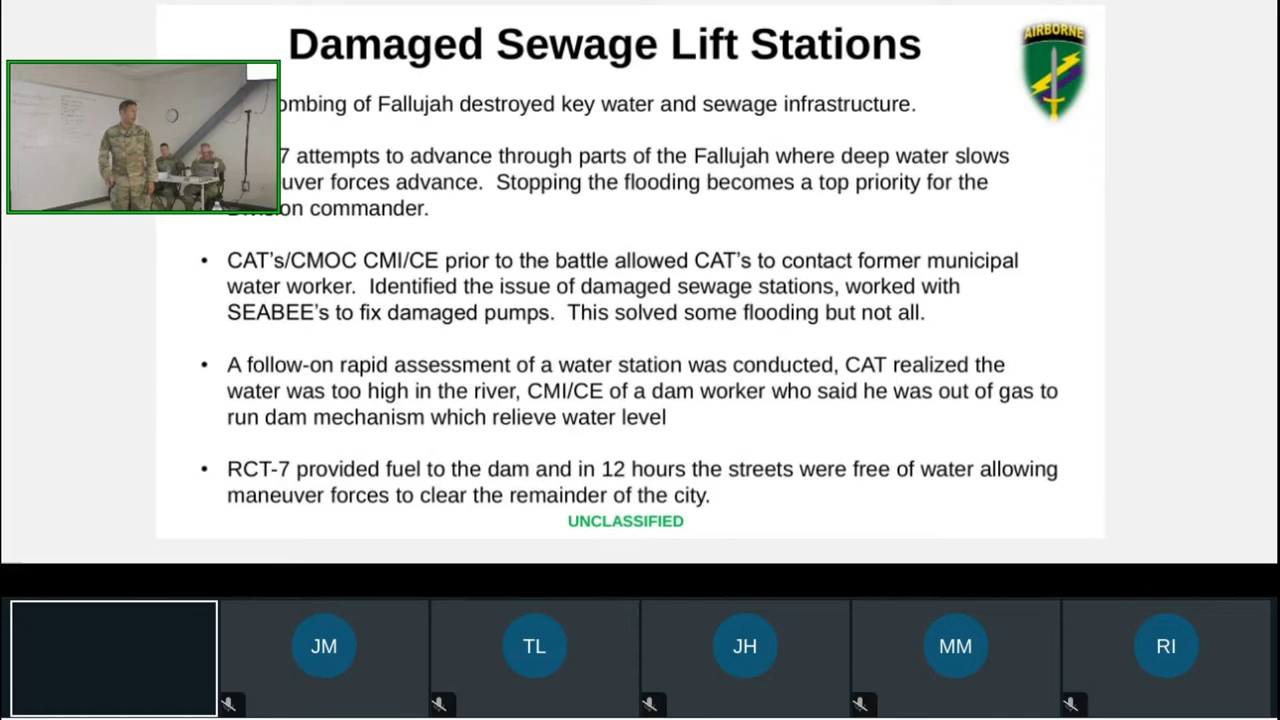 Damaged Sewage Lift Stations
AIRBORNE
of Fallujah destroyed key water and sewage infrastructure.
attempts to advance through parts of the Fallujah where deep water slows
forces advance. Stopping the flooding becomes a top priority for the
commander.
• CAT's/CMOC CMI/CE prior to the battle allowed CAT's to contact former municipal
water worker. Identified the issue of damaged sewage stations, worked with
SEABEE's to fix damaged pumps. This solved some flooding but not all.
• A follow-on rapid assessment of a water station was conducted, CAT realized the
water was too high in the river, CMI/CE of a dam worker who said he was out of gas to
run dam mechanism which relieve water level
• RCT-7 provided fuel to the dam and in 12 hours the streets were free of water allowing
maneuver forces to clear the remainder of the city.
UNCLASSIFIED
JM
TL
JH
MM
RI